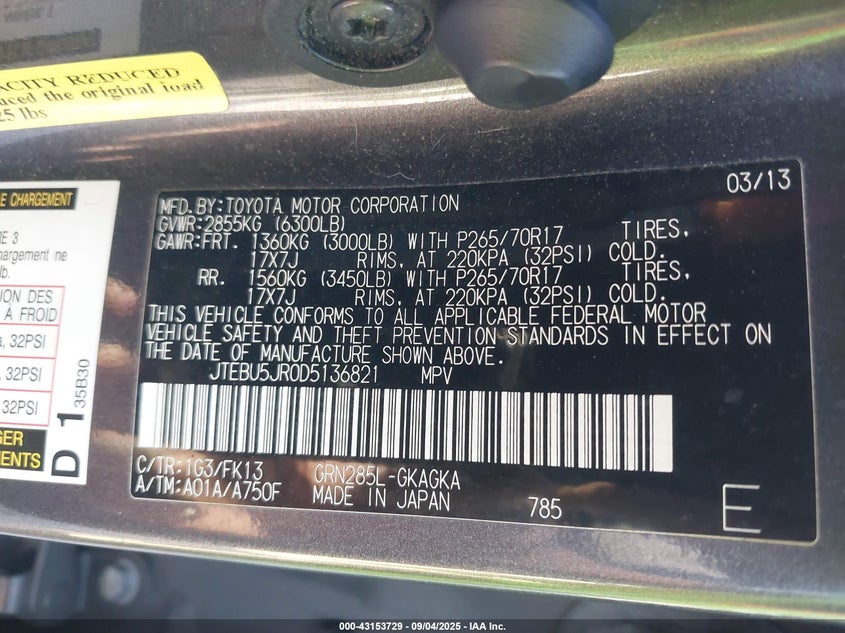 ACITY REDUCED
uced the original load
25 lbs
E CHARGEMENT
RE 3
hargement ne
lb.
ION DES
À FROID
a, 32PSI
, 32PSI
32PSI
GER
MENTS
D 1 35B30
03/13
MFD.BY:TOYOTA MOTOR CORPORATION
GVWR:2855KG (6300LB)
GAWR:FRT. 1360KG (3000LB) WITH P265/70R17 TIRES,
17X7J RIMS, AT 220KPA (32PSI) COLD.
RR. 1560KG (3450LB) WITH P265/70R17 TIRES,
17X7J RIMS, AT 220KPA (32PSI) COLD.
THIS VEHICLE CONFORMS TO ALL APPLICABLE FEDERAL MOTOR
VEHICLE SAFETY AND THEFT PREVENTION STANDARDS IN EFFECT ON
THE DATE OF MANUFACTURE SHOWN ABOVE.
JTEBU5JR0D5136821 MPV
C/TR:1G3/FK13 GRN285L-GKAGKA
A/TM:A01A/A750F MADE IN JAPAN 785 E
000-43153729 - 09/04/2025 - IAA Inc.